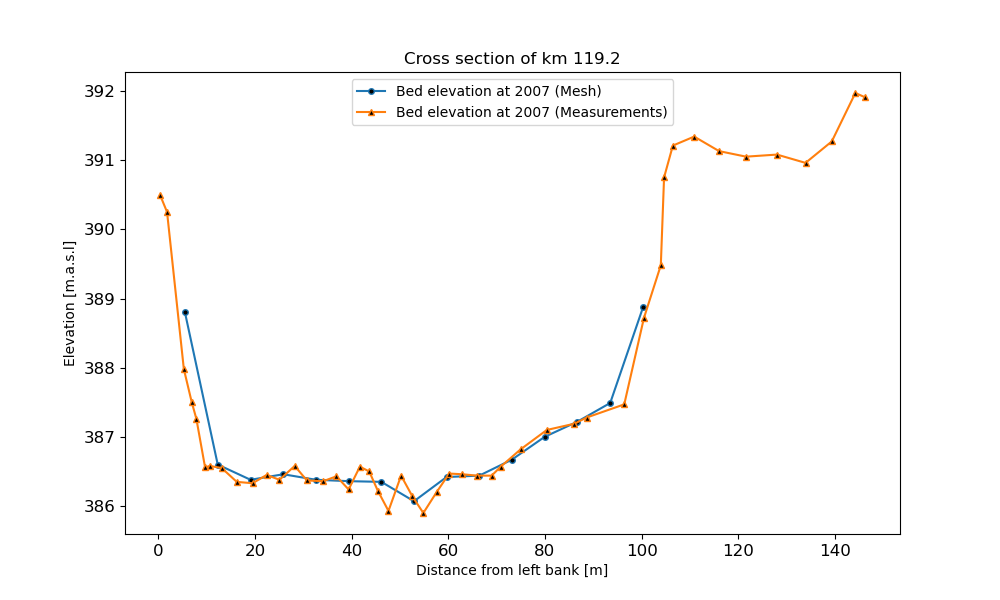 Cross section of km 119.2
Bed elevation at 2007 (Mesh)
Bed elevation at 2007 (Measurements)
392
391
390
389
388
387
386
Elevation [m.a.s.l]
0 20 40 60 80 100 120 140
Distance from left bank [m]